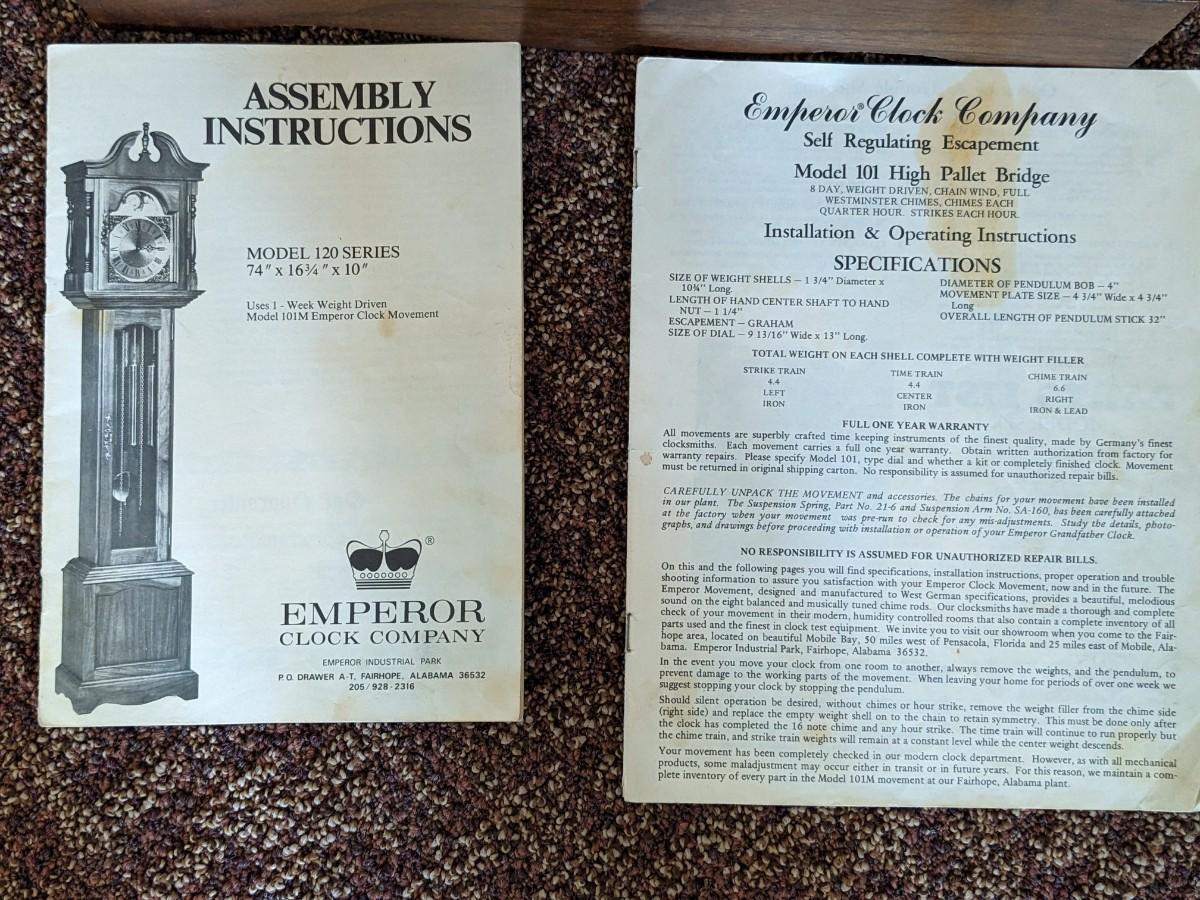 ASSEMBLY
INSTRUCTIONS
MODEL 120 SERIES
74" x 16¾" x 10"
Uses 1 - Week Weight Driven
Model 101M Emperor Clock Movement
®
EMPEROR
CLOCK COMPANY
EMPEROR INDUSTRIAL PARK
P.O. DRAWER A-T, FAIRHOPE, ALABAMA 36532
205/928-2316
Emperor® Clock Company
Self Regulating Escapement
Model 101 High Pallet Bridge
8 DAY, WEIGHT DRIVEN, CHAIN WIND, FULL
WESTMINSTER CHIMES, CHIMES EACH
QUARTER HOUR. STRIKES EACH HOUR.
Installation & Operating Instructions
SPECIFICATIONS
SIZE OF WEIGHT SHELLS – 1 3/4" Diameter x
10¾" Long.
LENGTH OF HAND CENTER SHAFT TO HAND
NUT – 1 1/4"
ESCAPEMENT – GRAHAM
SIZE OF DIAL – 9 13/16" Wide x 13" Long.
DIAMETER OF PENDULUM BOB – 4"
MOVEMENT PLATE SIZE – 4 3/4" Wide x 4 3/4"
Long
OVERALL LENGTH OF PENDULUM STICK 32"
TOTAL WEIGHT ON EACH SHELL COMPLETE WITH WEIGHT FILLER
STRIKE TRAIN
4.4
LEFT
IRON
TIME TRAIN
4.4
CENTER
IRON
CHIME TRAIN
6.6
RIGHT
IRON & LEAD
FULL ONE YEAR WARRANTY
All movements are superbly crafted time keeping instruments of the finest quality, made by Germany's finest
clocksmiths. Each movement carries a full one year warranty. Obtain written authorization from factory for
warranty repairs. Please specify Model 101, type dial and whether a kit or completely finished clock. Movement
must be returned in original shipping carton. No responsibility is assumed for unauthorized repair bills.
CAREFULLY UNPACK THE MOVEMENT and accessories. The chains for your movement have been installed
in our plant. The Suspension Spring, Part No. 21-6 and Suspension Arm No. SA-160, has been carefully attached
at the factory when your movement was pre-run to check for any mis-adjustments. Study the details, photo-
graphs, and drawings before proceeding with installation or operation of your Emperor Grandfather Clock.
NO RESPONSIBILITY IS ASSUMED FOR UNAUTHORIZED REPAIR BILLS.
On this and the following pages you will find specifications, installation instructions, proper operation and trouble
shooting information to assure you satisfaction with your Emperor Clock Movement, now and in the future. The
Emperor Movement, designed and manufactured to West German specifications, provides a beautiful, melodious
sound on the eight balanced and musically tuned chime rods. Our clocksmiths have made a thorough and complete
check of your movement in their modern, humidity controlled rooms that also contain a complete inventory of all
parts used and the finest in clock test equipment. We invite you to visit our showroom when you come to the Fair-
hope area, located on beautiful Mobile Bay, 50 miles west of Pensacola, Florida and 25 miles east of Mobile, Ala-
bama. Emperor Industrial Park, Fairhope, Alabama 36532.
In the event you move your clock from one room to another, always remove the weights, and the pendulum, to
prevent damage to the working parts of the movement. When leaving your home for periods of over one week we
suggest stopping your clock by stopping the pendulum.
Should silent operation be desired, without chimes or hour strike, remove the weight filler from the chime side
(right side) and replace the empty weight shell on to the chain to retain symmetry. This must be done only after
the clock has completed the 16 note chime and any hour strike. The time train will continue to run properly but
the chime train, and strike train weights will remain at a constant level while the center weight descends.
Your movement has been completely checked in our modern clock department. However, as with all mechanical
products, some maladjustment may occur either in transit or in future years. For this reason, we maintain a com-
plete inventory of every part in the Model 101M movement at our Fairhope, Alabama plant.